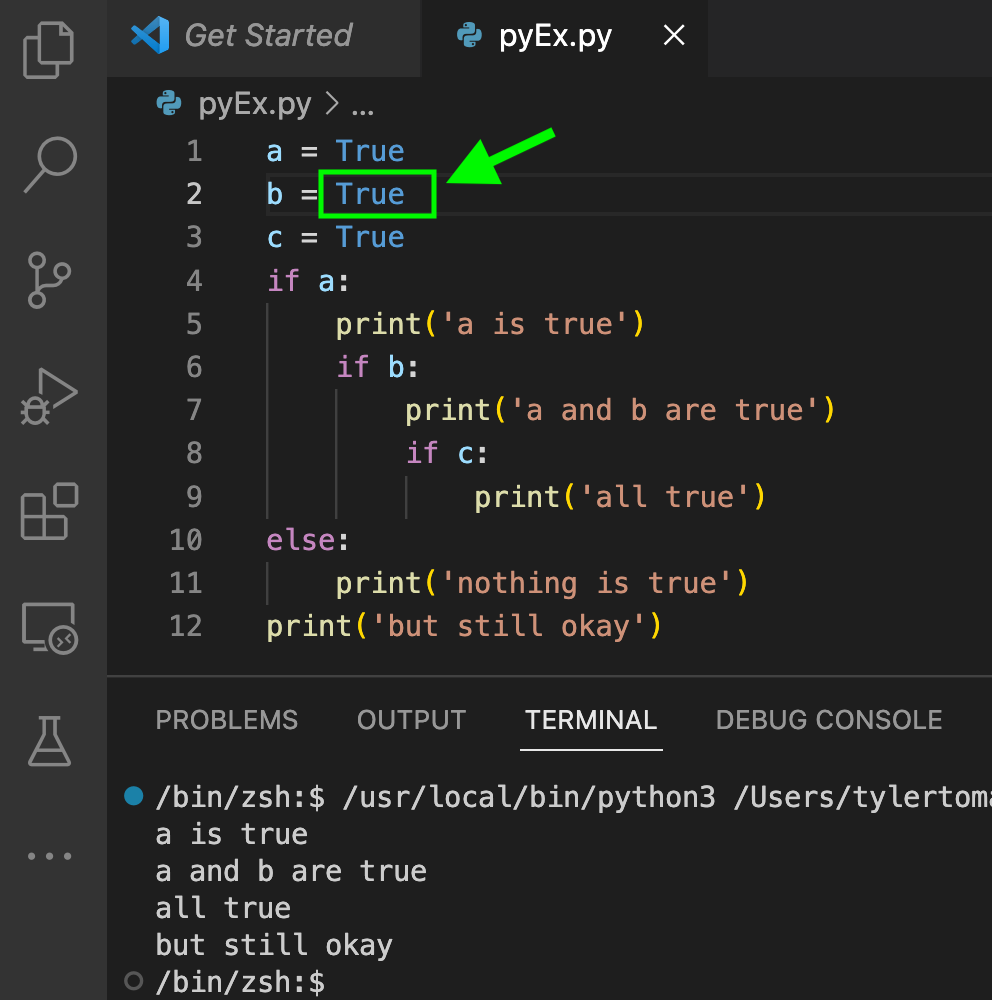 Get Started
pyEx.py
pyEx.py > ...
1 a = True
2 b = True
3 c = True
4 if a:
5     print('a is true')
6     if b:
7         print('a and b are true')
8         if c:
9             print('all true')
10 else:
11     print('nothing is true')
12 print('but still okay')
PROBLEMS OUTPUT TERMINAL DEBUG CONSOLE
/bin/zsh:$ /usr/local/bin/python3 /Users/tylertoma
a is true
a and b are true
all true
but still okay
/bin/zsh:$